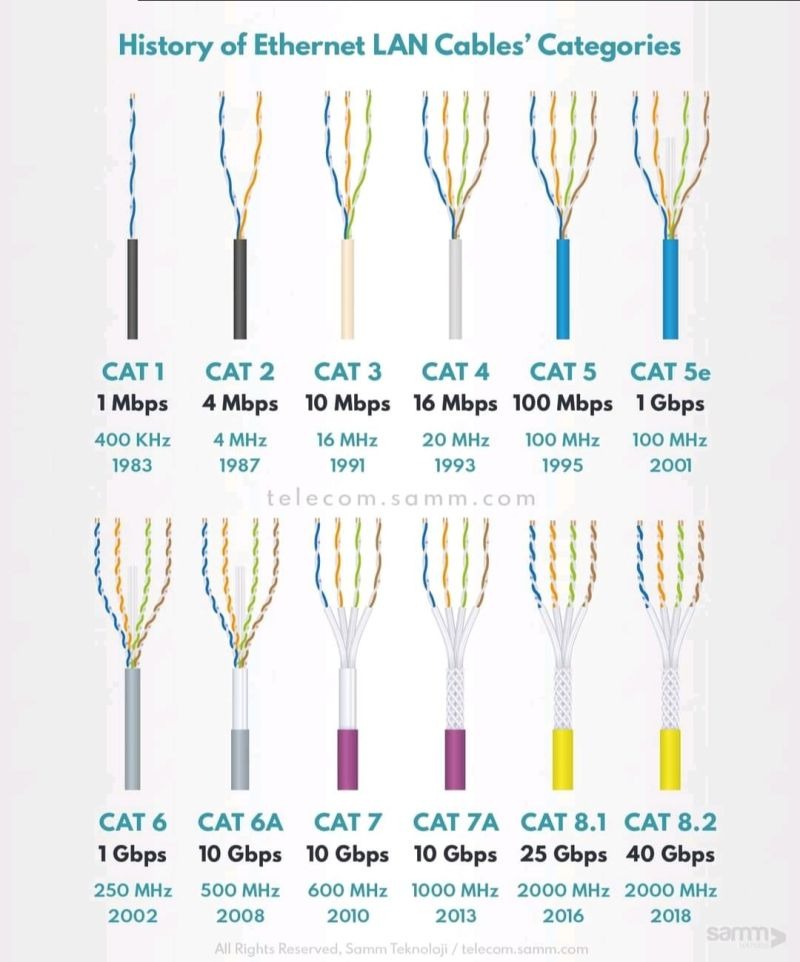 History of Ethernet LAN Cables' Categories
CAT 1 CAT 2 CAT 3 CAT 4 CAT 5 CAT 5e
1 Mbps 4 Mbps 10 Mbps 16 Mbps 100 Mbps 1 Gbps
400 KHz 4 MHz 16 MHz 20 MHz 100 MHz 100 MHz
1983 1987 1991 1993 1995 2001
telecom.samm.com
CAT 6 CAT 6A CAT 7 CAT 7A CAT 8.1 CAT 8.2
1 Gbps 10 Gbps 10 Gbps 10 Gbps 25 Gbps 40 Gbps
250 MHz 500 MHz 600 MHz 1000 MHz 2000 MHz 2000 MHz
2002 2008 2010 2013 2016 2018
samm
All Rights Reserved, Samm Teknoloji / telecom.samm.com